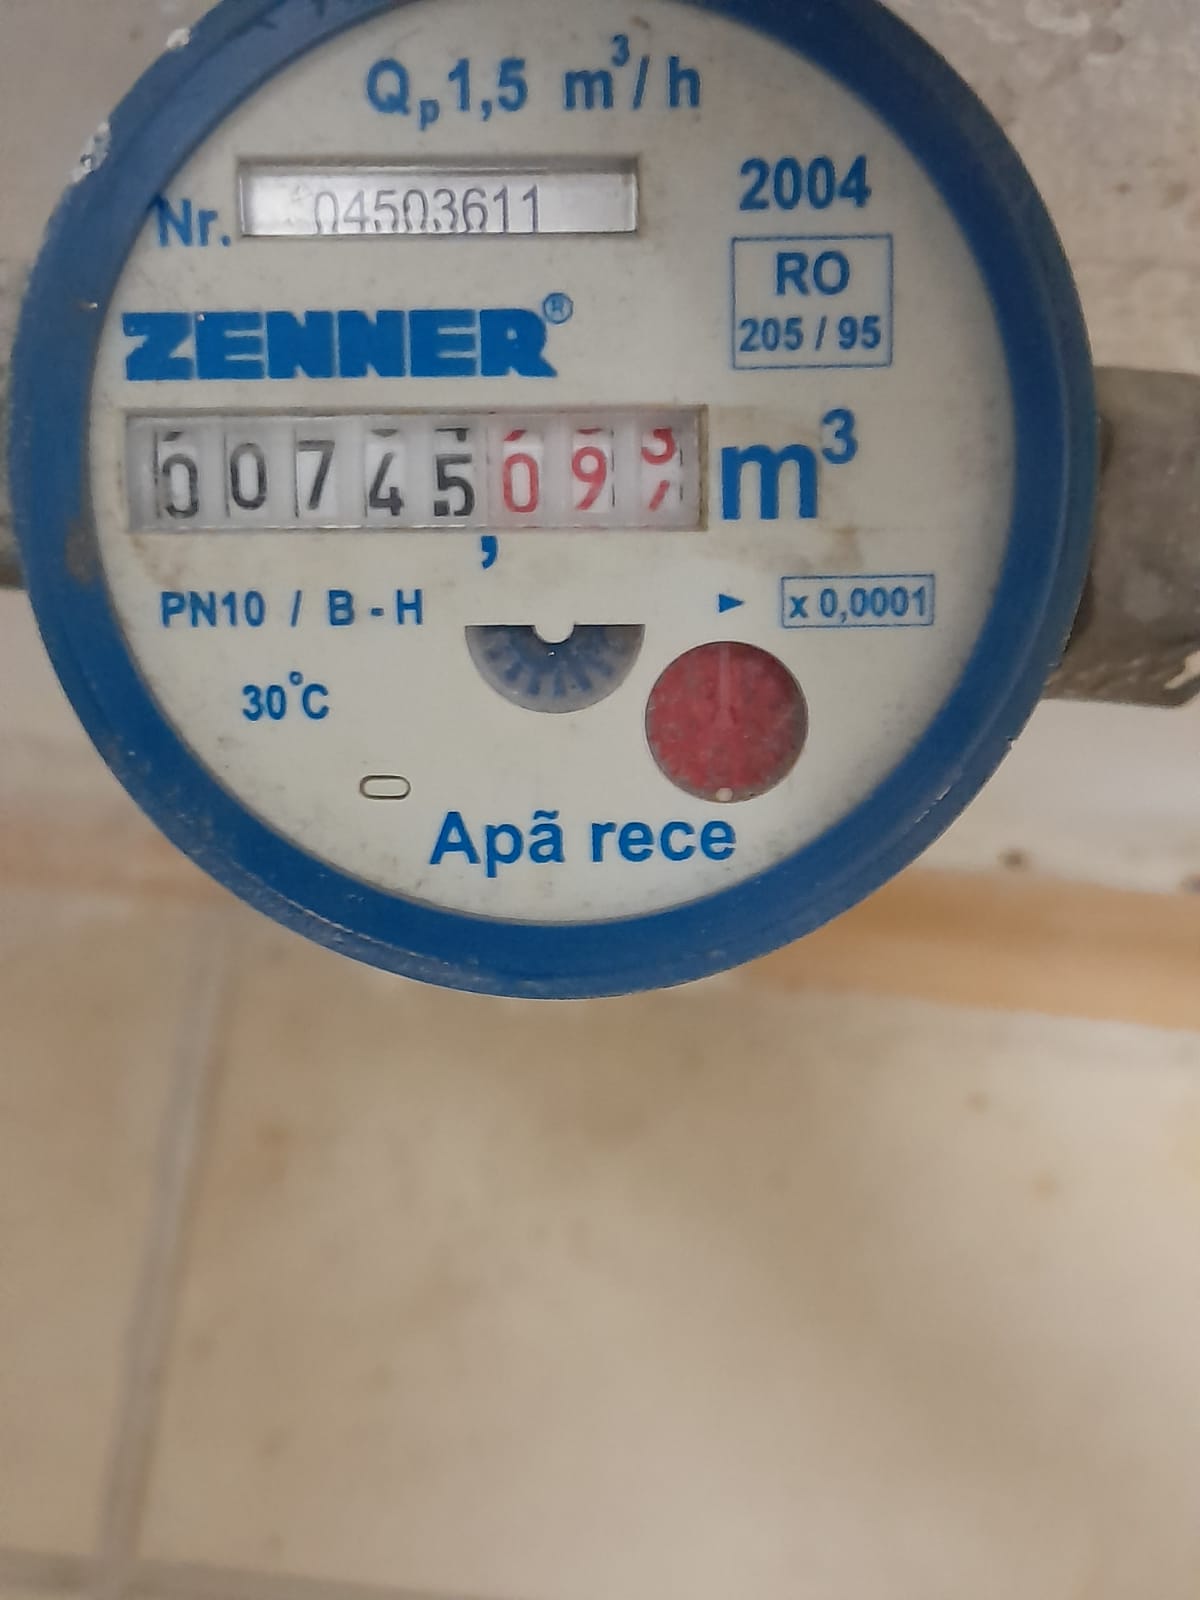 Qp 1,5 m³/h
Nr. 04503611
2004
RO
205 / 95
ZENNER®
00745,09 m³
PN10 / B - H
x 0,0001
30°C
Apã rece